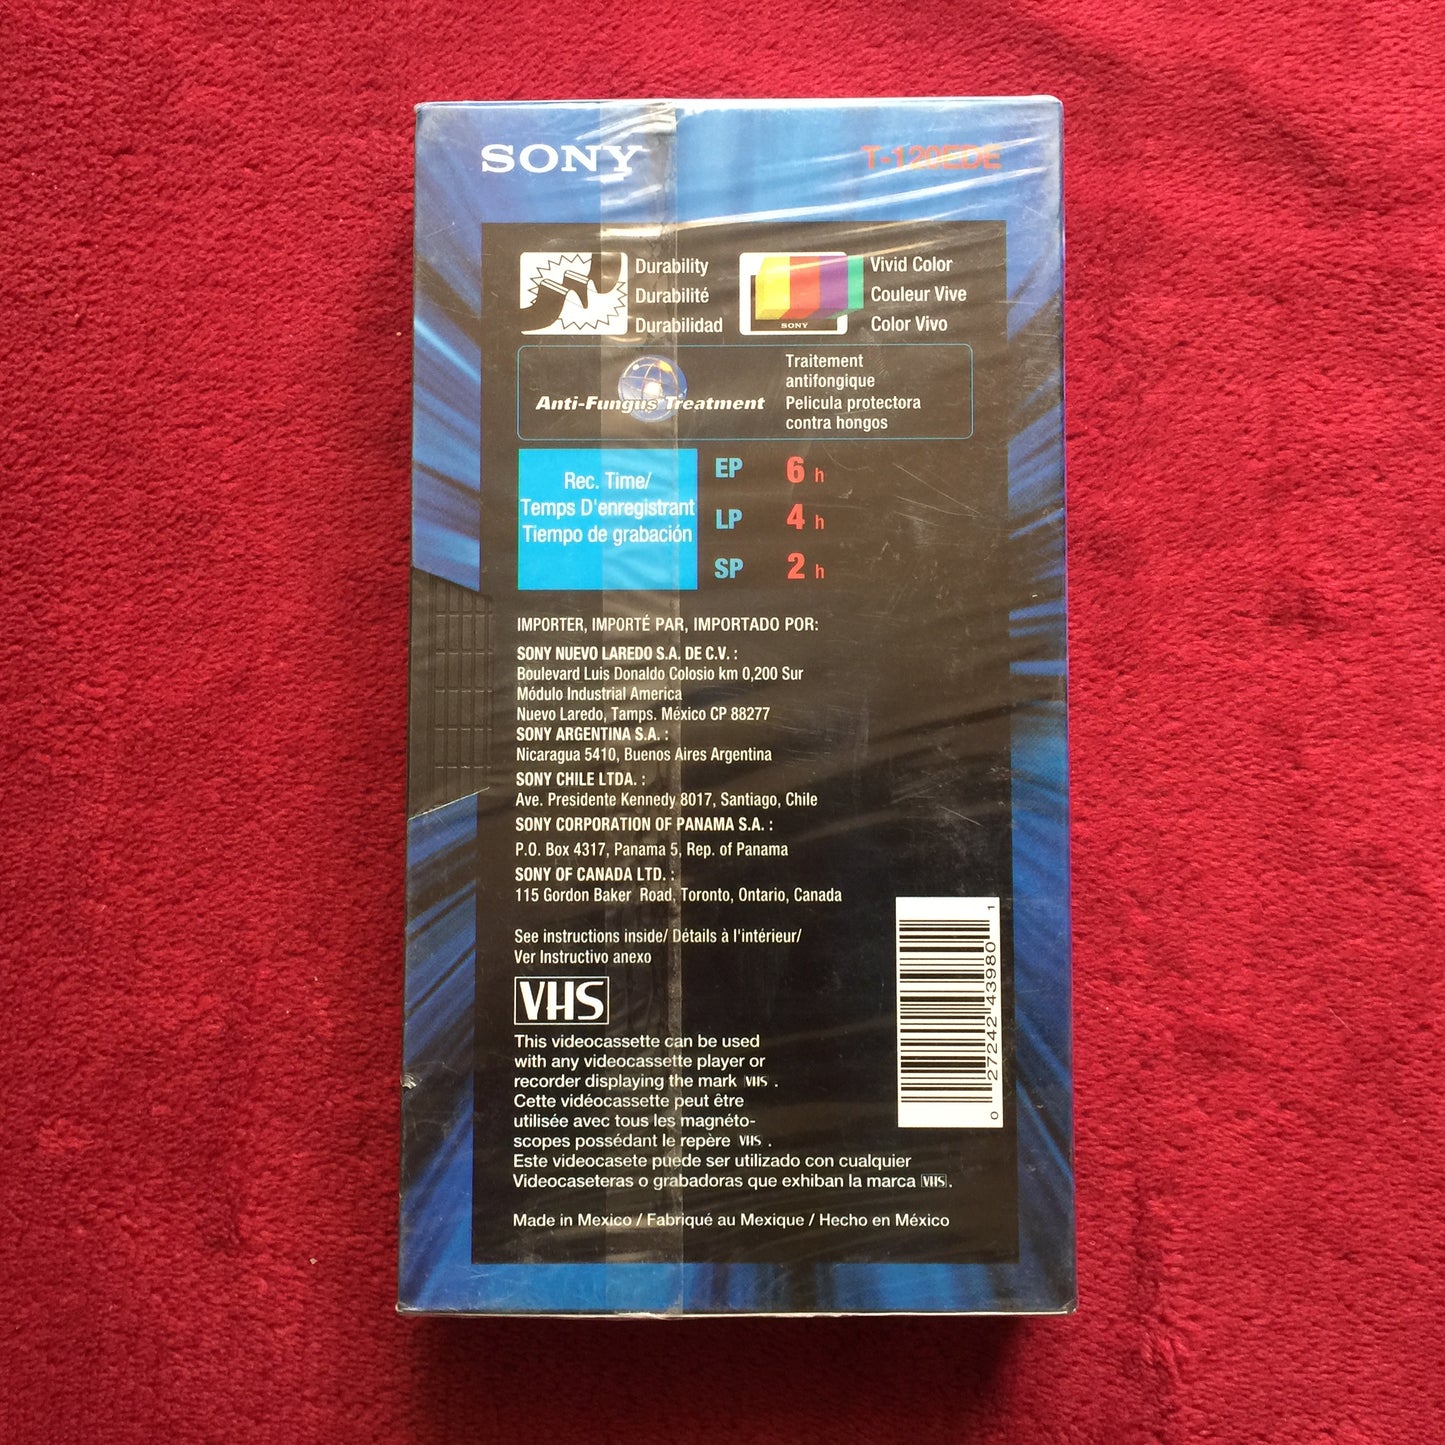 SONY
T-120EDE
Durability
Durabilité
Durabilidad
SONY
Vivid Color
Couleur Vive
Color Vivo
Anti-Fungus Treatment
Traitement
antifongique
Pelicula protectora
contra hongos
Rec. Time/
Temps D'enregistrant
Tiempo de grabación
EP 6 h
LP 4 h
SP 2 h
IMPORTER, IMPORTÉ PAR, IMPORTADO POR:
SONY NUEVO LAREDO S.A. DE C.V. :
Boulevard Luis Donaldo Colosio km 0,200 Sur
Módulo Industrial America
Nuevo Laredo, Tamps. México CP 88277
SONY ARGENTINA S.A. :
Nicaragua 5410, Buenos Aires Argentina
SONY CHILE LTDA. :
Ave. Presidente Kennedy 8017, Santiago, Chile
SONY CORPORATION OF PANAMA S.A. :
P.O. Box 4317, Panama 5, Rep. of Panama
SONY OF CANADA LTD. :
115 Gordon Baker Road, Toronto, Ontario, Canada
See instructions inside/ Détails à l'intérieur/
Ver Instructivo anexo
VHS
This videocassette can be used
with any videocassette player or
recorder displaying the mark VHS .
Cette vidéocassette peut être
utilisée avec tous les magnéto-
scopes possédant le repère VHS .
Este videocasete puede ser utilizado con cualquier
Videocaseteras o grabadoras que exhiban la marca VHS.
Made in Mexico / Fabriqué au Mexique / Hecho en México
0 27242 43980 1